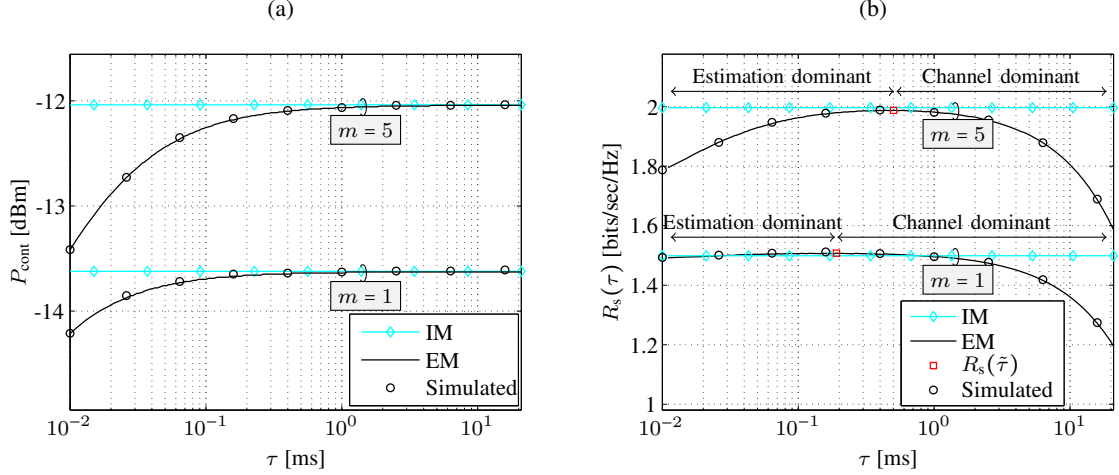 (a)
-12
-13
-14
P_cont [dBm]
m = 5
m = 1
IM
EM
Simulated
10^-2
10^-1
10^0
10^1
τ [ms]
(b)
Estimation dominant
Channel dominant
2
1.8
1.6
1.4
1.2
1
R_s(τ) [bits/sec/Hz]
m = 5
Estimation dominant
Channel dominant
m = 1
IM
EM
R_s(τ̃)
Simulated
10^-2
10^-1
10^0
10^1
τ [ms]